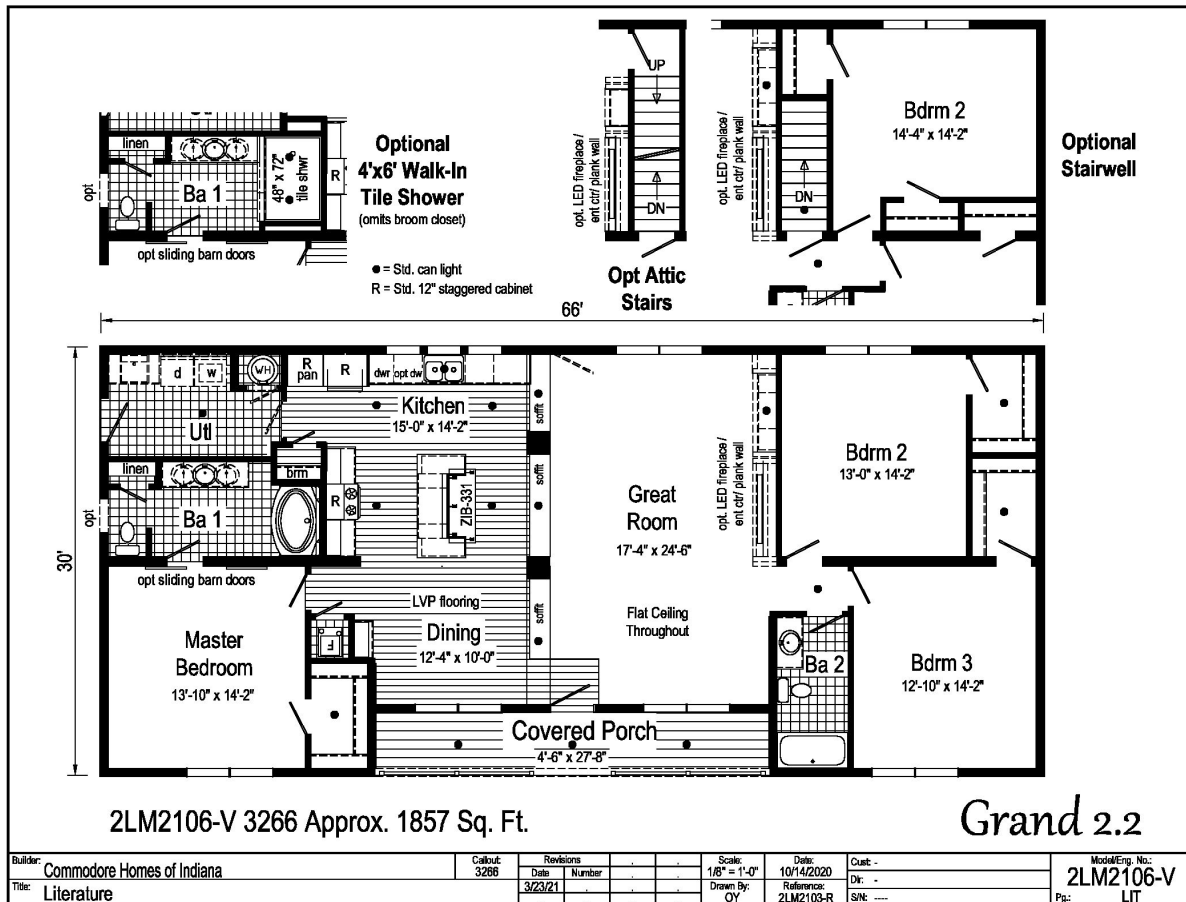 Utl
linen
Ba 1
48" x 72"
tile shwr
R
opt
opt sliding barn doors
Optional
4'x6' Walk-In
Tile Shower
(omits broom closet)
● = Std. can light
R = Std. 12" staggered cabinet
UP
DN
opt. LED fireplace /
ent ctr/ plank wall
Opt Attic
Stairs
opt. LED fireplace /
ent ctr/ plank wall
DN
Bdrm 2
14'-4" x 14'-2"
Optional
Stairwell
66'
30'
d
w
WH
R
pan
R
dwr
opt dw
Utl
Kitchen
15'-0" x 14'-2"
soffit
linen
brm
Ba 1
R
ZIB-331
soffit
opt
opt sliding barn doors
Great
Room
17'-4" x 24'-6"
opt. LED fireplace /
ent ctr/ plank wall
Bdrm 2
13'-0" x 14'-2"
LVP flooring
soffit
Flat Ceiling
Throughout
Master
Bedroom
13'-10" x 14'-2"
F
Dining
12'-4" x 10'-0"
Ba 2
Bdrm 3
12'-10" x 14'-2"
Covered Porch
4'-6" x 27'-8"
2LM2106-V 3266 Approx. 1857 Sq. Ft.
Grand 2.2
Builder: Commodore Homes of Indiana
Title: Literature
Callout:
3266
Revisions
Date Number
3/23/21
Scale:
1/8" = 1'-0"
Drawn By:
OY
Date:
10/14/2020
Reference:
2LM2103-R
Cust: -
Dir: -
S/N: ----
Model/Eng. No.:
2LM2106-V
Pg.: LIT